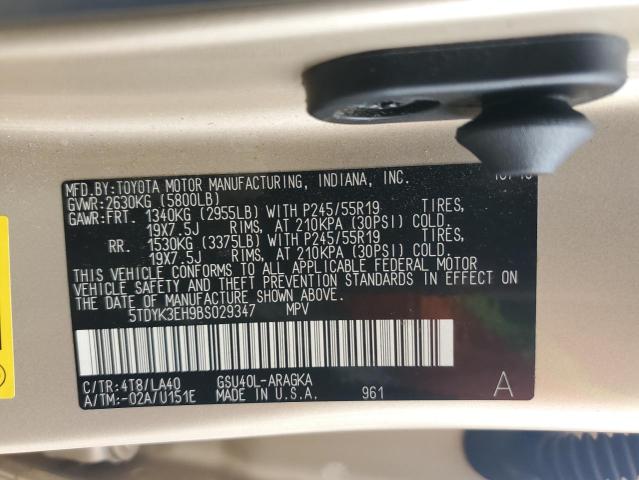 MFD.BY:TOYOTA MOTOR MANUFACTURING, INDIANA, INC.
GVWR:2630KG (5800LB)
GAWR:FRT. 1340KG (2955LB) WITH P245/55R19 TIRES,
19X7.5J RIMS, AT 210KPA (30PSI) COLD.
RR. 1530KG (3375LB) WITH P245/55R19 TIRES,
19X7.5J RIMS, AT 210KPA (30PSI) COLD.
THIS VEHICLE CONFORMS TO ALL APPLICABLE FEDERAL MOTOR
VEHICLE SAFETY AND THEFT PREVENTION STANDARDS IN EFFECT ON
THE DATE OF MANUFACTURE SHOWN ABOVE.
5TDYK3EH9BS029347 MPV
C/TR:4T8/LA40 GSU40L-ARAGKA
A/TM:-02A/U151E MADE IN U.S.A. 961 A